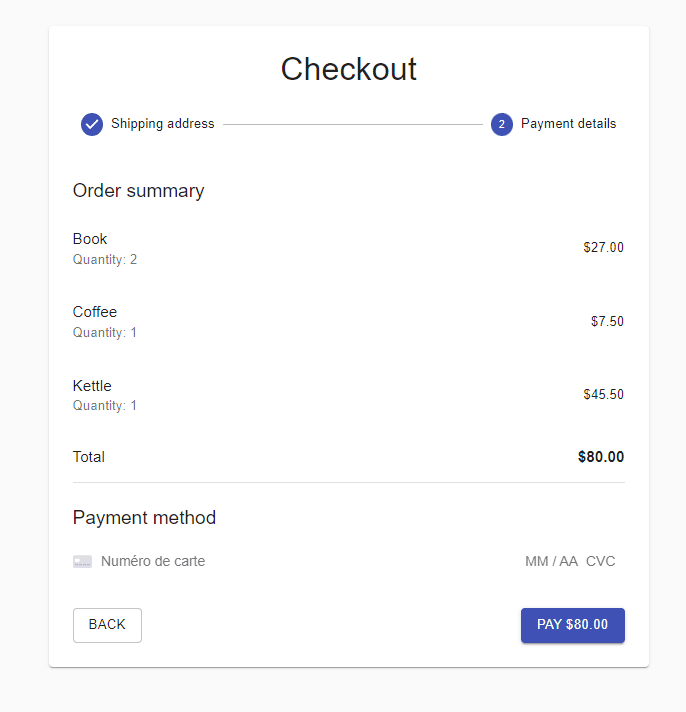 Checkout
Shipping address
2 Payment details
Order summary
Book
Quantity: 2
$27.00
Coffee
Quantity: 1
$7.50
Kettle
Quantity: 1
$45.50
Total $80.00
Payment method
Numéro de carte MM / AA CVC
BACK PAY $80.00